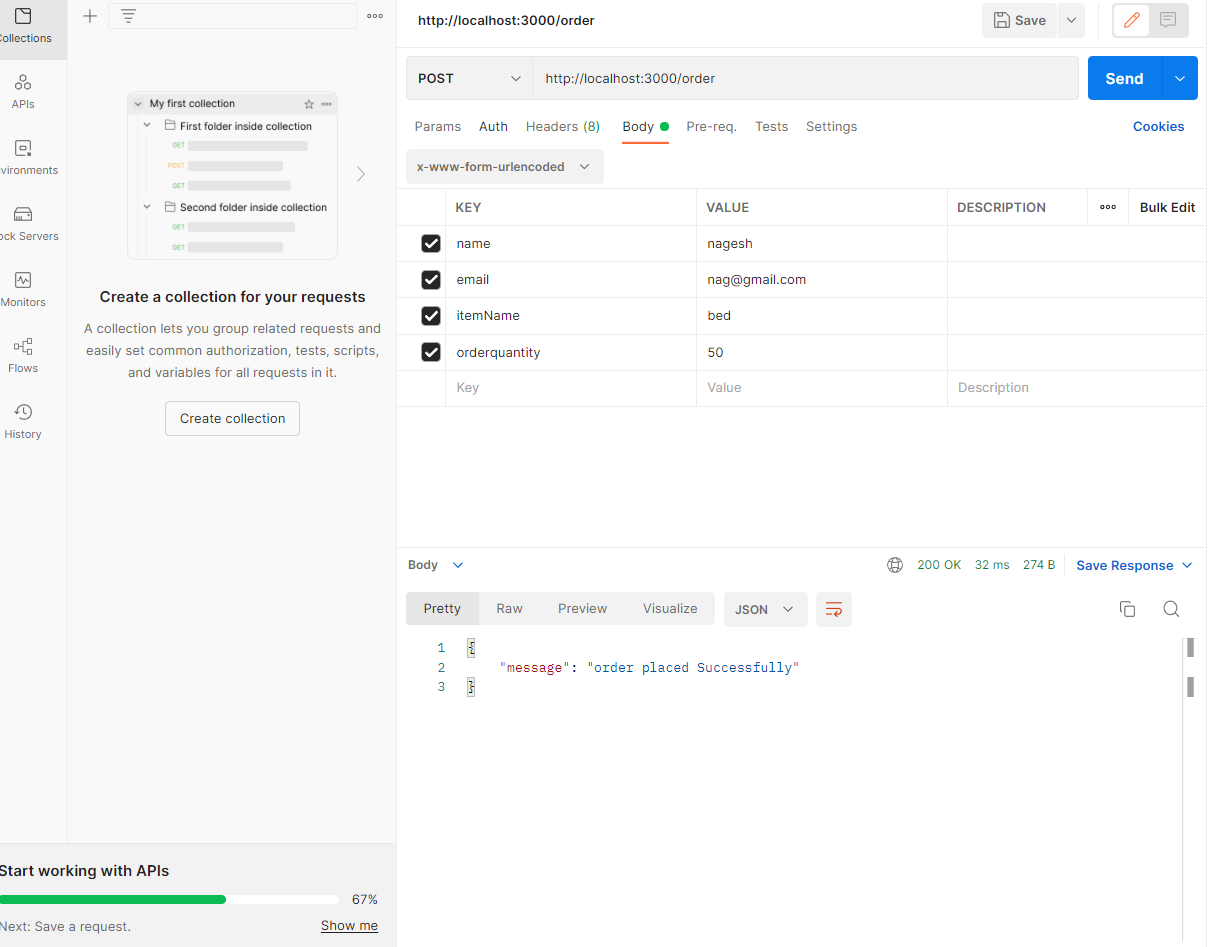 ollections
APIs
vironments
ock Servers
Monitors
Flows
History
My first collection
First folder inside collection
GET
POST
GET
Second folder inside collection
GET
GET
Create a collection for your requests
A collection lets you group related requests and
easily set common authorization, tests, scripts,
and variables for all requests in it.
Create collection
Start working with APIs
67%
Next: Save a request. Show me
http://localhost:3000/order Save
POST http://localhost:3000/order Send
Params Auth Headers (8) Body Pre-req. Tests Settings Cookies
x-www-form-urlencoded
KEY VALUE DESCRIPTION Bulk Edit
name nagesh
email nag@gmail.com
itemName bed
orderquantity 50
Key Value Description
Body 200 OK 32 ms 274 B Save Response
Pretty Raw Preview Visualize JSON
1 {
2 "message": "order placed Successfully"
3 }